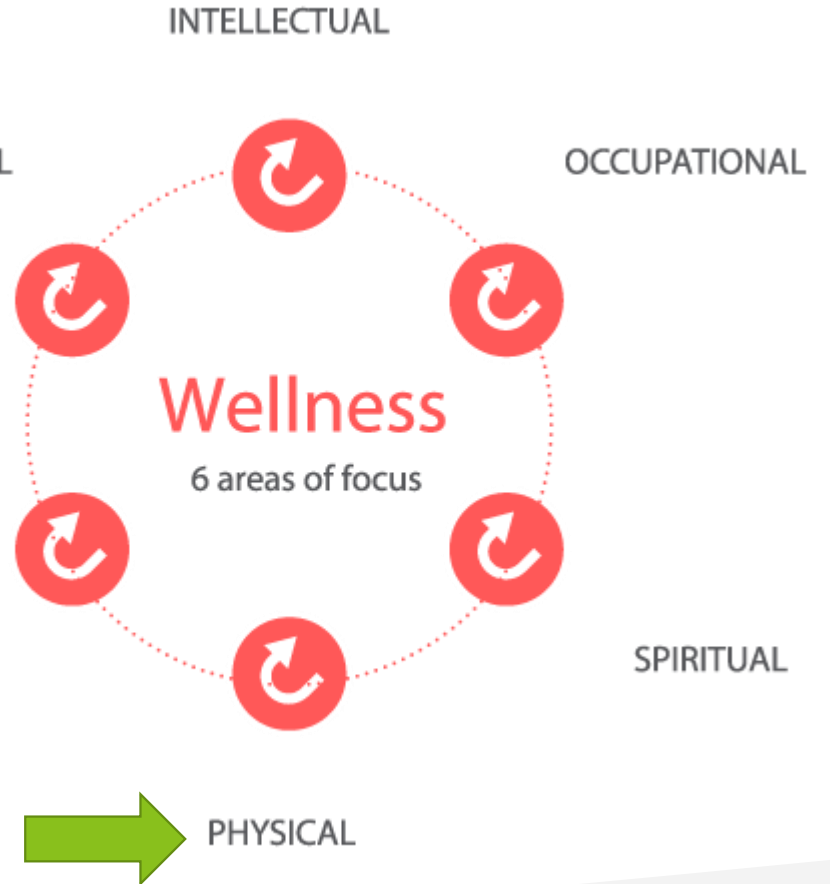 INTELLECTUAL
OCCUPATIONAL
Wellness
6 areas of focus
SPIRITUAL
PHYSICAL